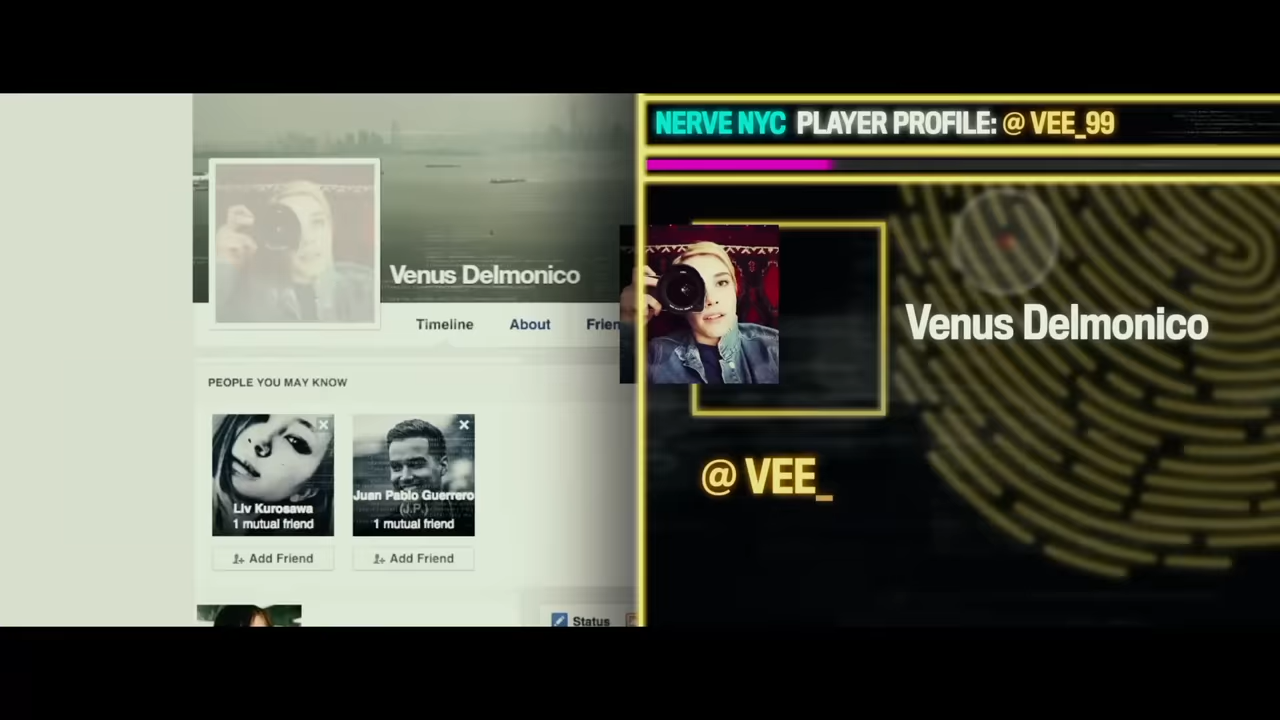 Venus Delmonico
Timeline About Frien
PEOPLE YOU MAY KNOW
Liv Kurosawa
1 mutual friend
Add Friend
Juan Pablo Guerrero
(J.P.)
1 mutual friend
Add Friend
Status
NERVE NYC PLAYER PROFILE: @ VEE_99
Venus Delmonico
@ VEE_